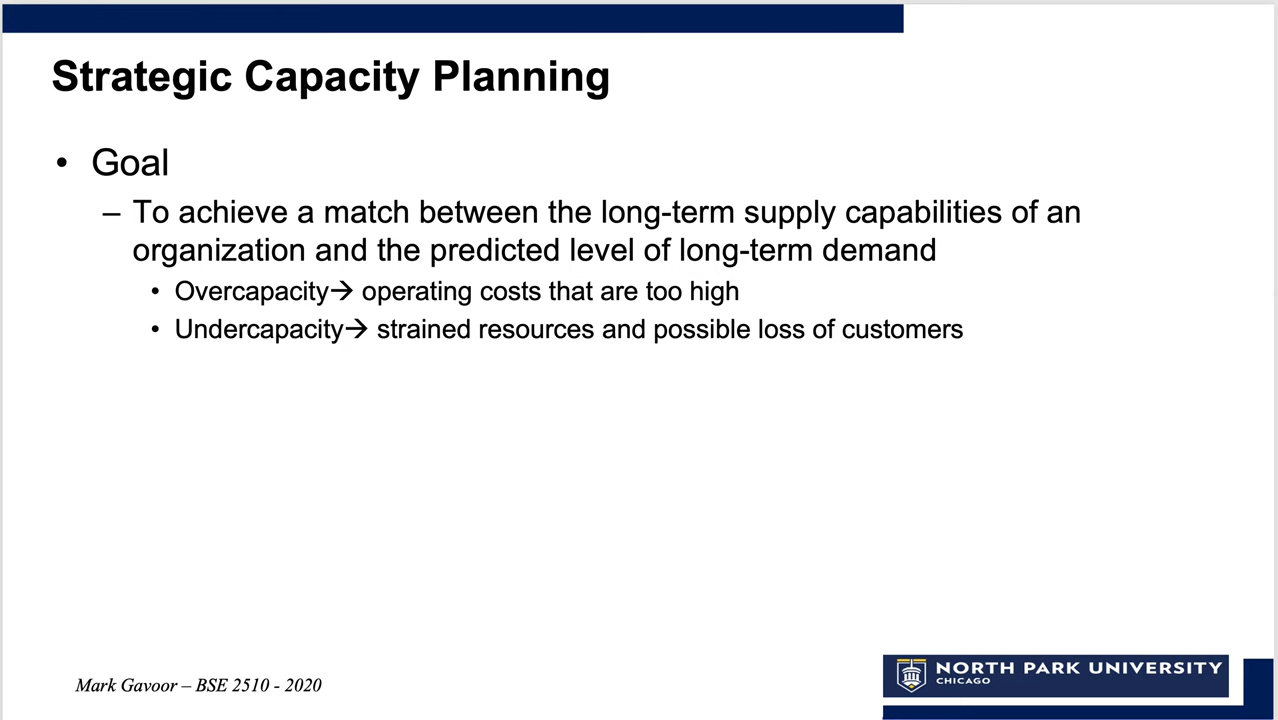 Strategic Capacity Planning
• Goal
– To achieve a match between the long-term supply capabilities of an
organization and the predicted level of long-term demand
• Overcapacity→ operating costs that are too high
• Undercapacity→ strained resources and possible loss of customers
Mark Gavoor – BSE 2510 - 2020
NORTH PARK UNIVERSITY
CHICAGO